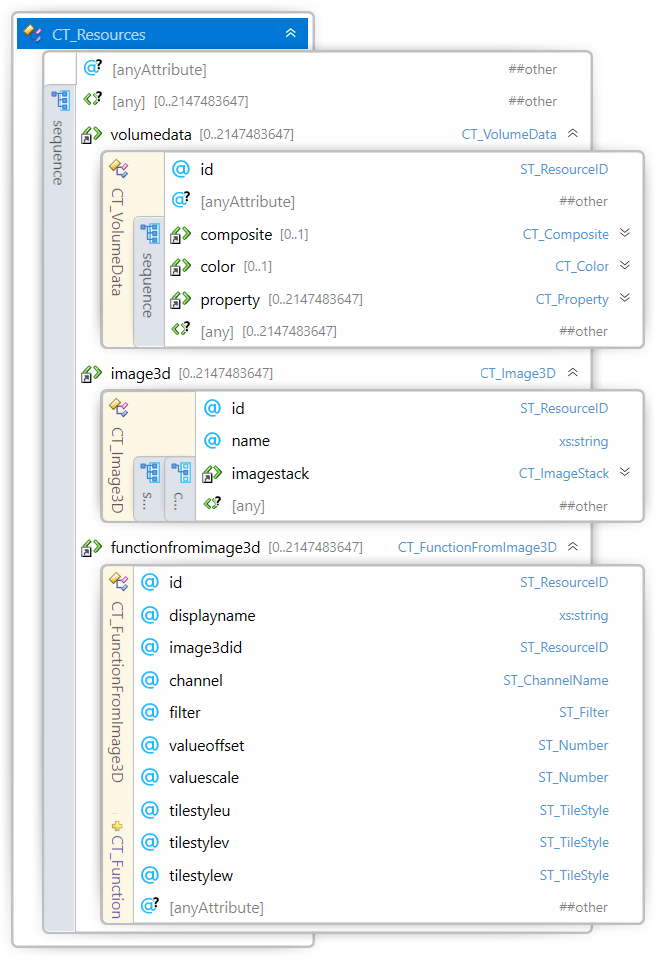 CT_Resources
[anyAttribute] ##other
[any] [0..2147483647] ##other
sequence
volumedata [0..2147483647] CT_VolumeData
CT_VolumeData
id ST_ResourceID
[anyAttribute] ##other
sequence
composite [0..1] CT_Composite
color [0..1] CT_Color
property [0..2147483647] CT_Property
[any] [0..2147483647] ##other
image3d [0..2147483647] CT_Image3D
CT_Image3D
id ST_ResourceID
name xs:string
s...
c...
imagestack CT_ImageStack
[any] ##other
functionfromimage3d [0..2147483647] CT_FunctionFromImage3D
CT_FunctionFromImage3D
CT_Function
id ST_ResourceID
displayname xs:string
image3did ST_ResourceID
channel ST_ChannelName
filter ST_Filter
valueoffset ST_Number
valuescale ST_Number
tilestyleu ST_TileStyle
tilestylev ST_TileStyle
tilestylew ST_TileStyle
[anyAttribute] ##other